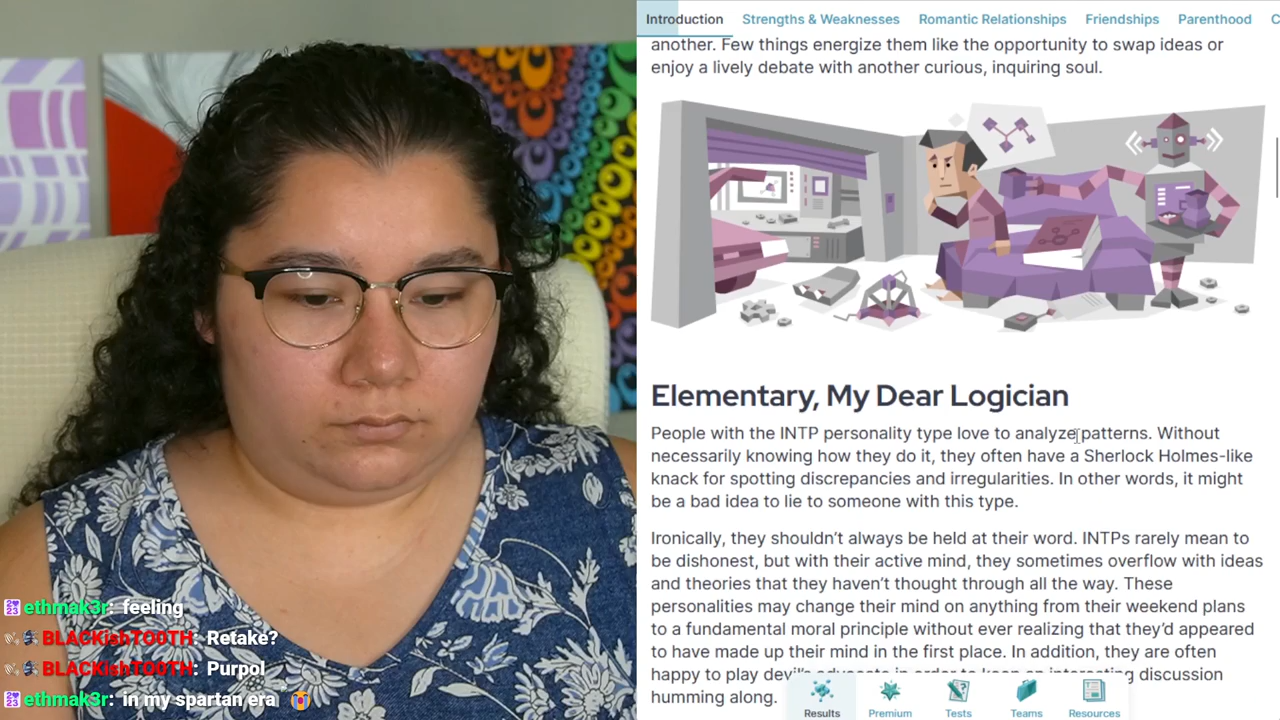 Introduction Strengths & Weaknesses Romantic Relationships Friendships Parenthood C
another. Few things energize them like the opportunity to swap ideas or
enjoy a lively debate with another curious, inquiring soul.
Elementary, My Dear Logician
People with the INTP personality type love to analyze patterns. Without
necessarily knowing how they do it, they often have a Sherlock Holmes-like
knack for spotting discrepancies and irregularities. In other words, it might
be a bad idea to lie to someone with this type.
Ironically, they shouldn’t always be held at their word. INTPs rarely mean to
be dishonest, but with their active mind, they sometimes overflow with ideas
and theories that they haven’t thought through all the way. These
personalities may change their mind on anything from their weekend plans
to a fundamental moral principle without ever realizing that they’d appeared
to have made up their mind in the first place. In addition, they are often
happy to play devil’s advocate in order to keep an interesting discussion
humming along.
Results Premium Tests Teams Resources
ethmak3r: feeling
BLACKishTO0TH: Retake?
BLACKishTO0TH: Purpol
ethmak3r: in my spartan era 😭